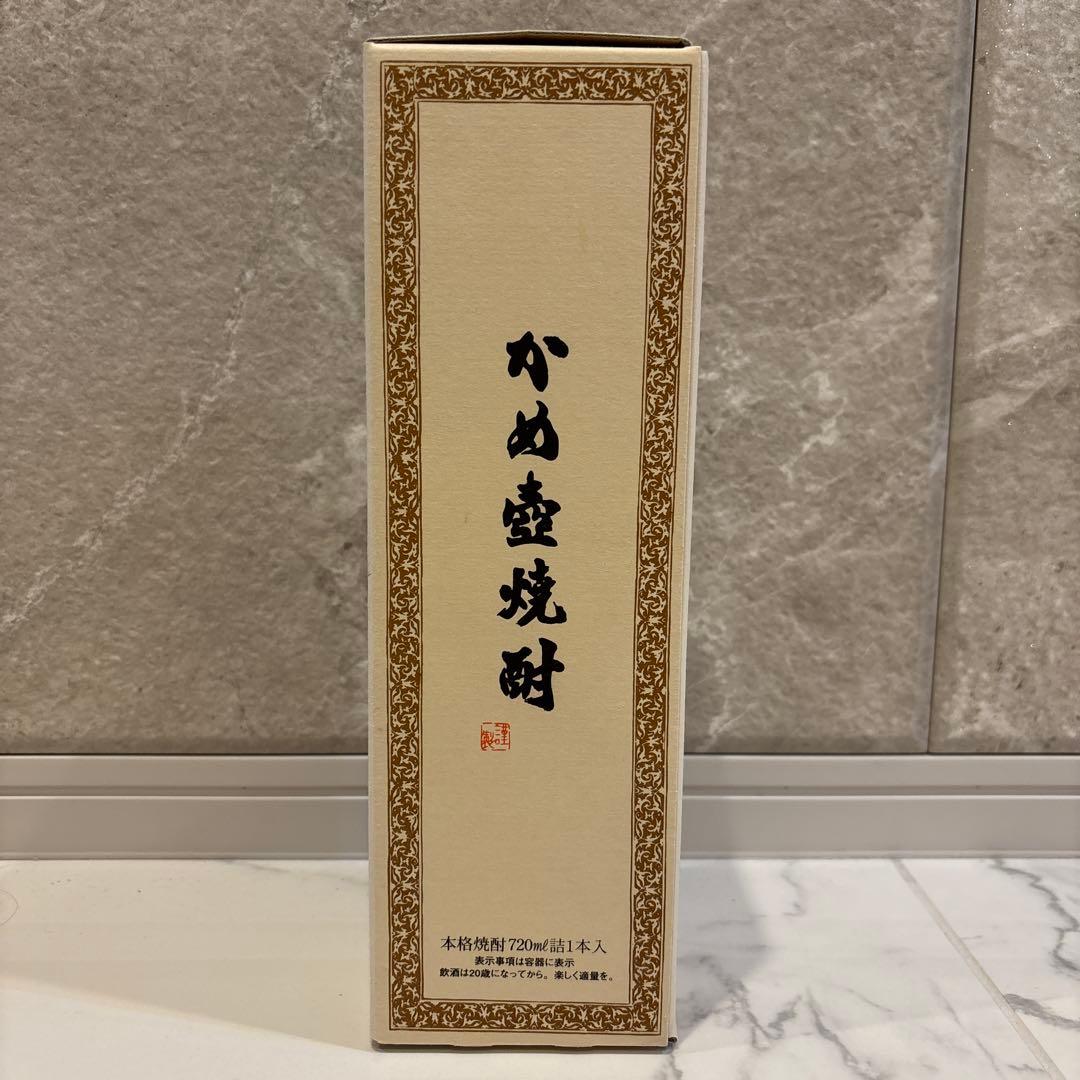 かめ壺焼酎
謹製
本格焼酎720ml詰1本入
表示事項は容器に表示
飲酒は20歳になってから。楽しく適量を。